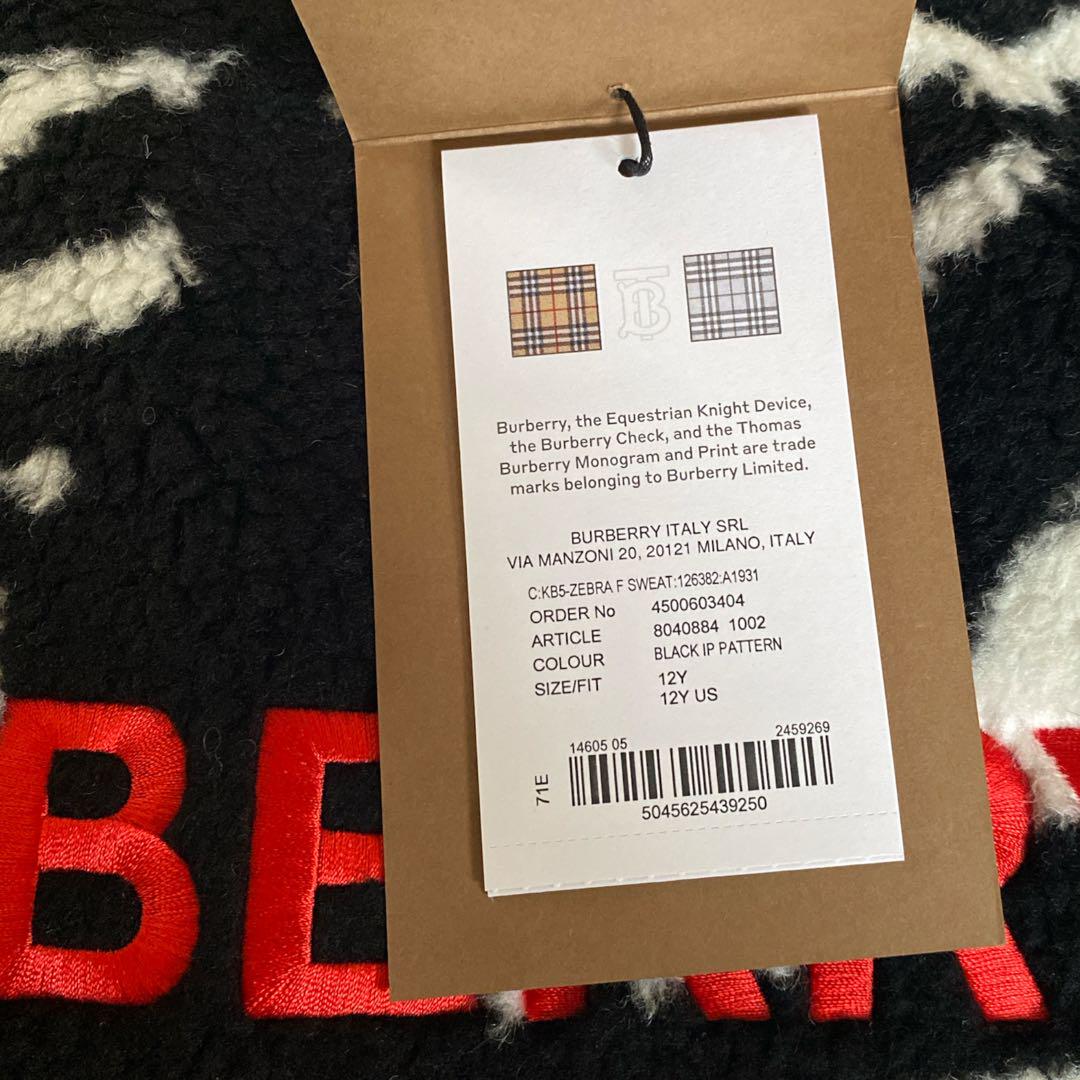 TB
Burberry, the Equestrian Knight Device,
the Burberry Check, and the Thomas
Burberry Monogram and Print are trade
marks belonging to Burberry Limited.
BURBERRY ITALY SRL
VIA MANZONI 20, 20121 MILANO, ITALY
C:KB5-ZEBRA F SWEAT:126382:A1931
ORDER No 4500603404
ARTICLE 8040884 1002
COLOUR BLACK IP PATTERN
SIZE/FIT 12Y
12Y US
14605 05 2459269
71E
5045625439250
BE R